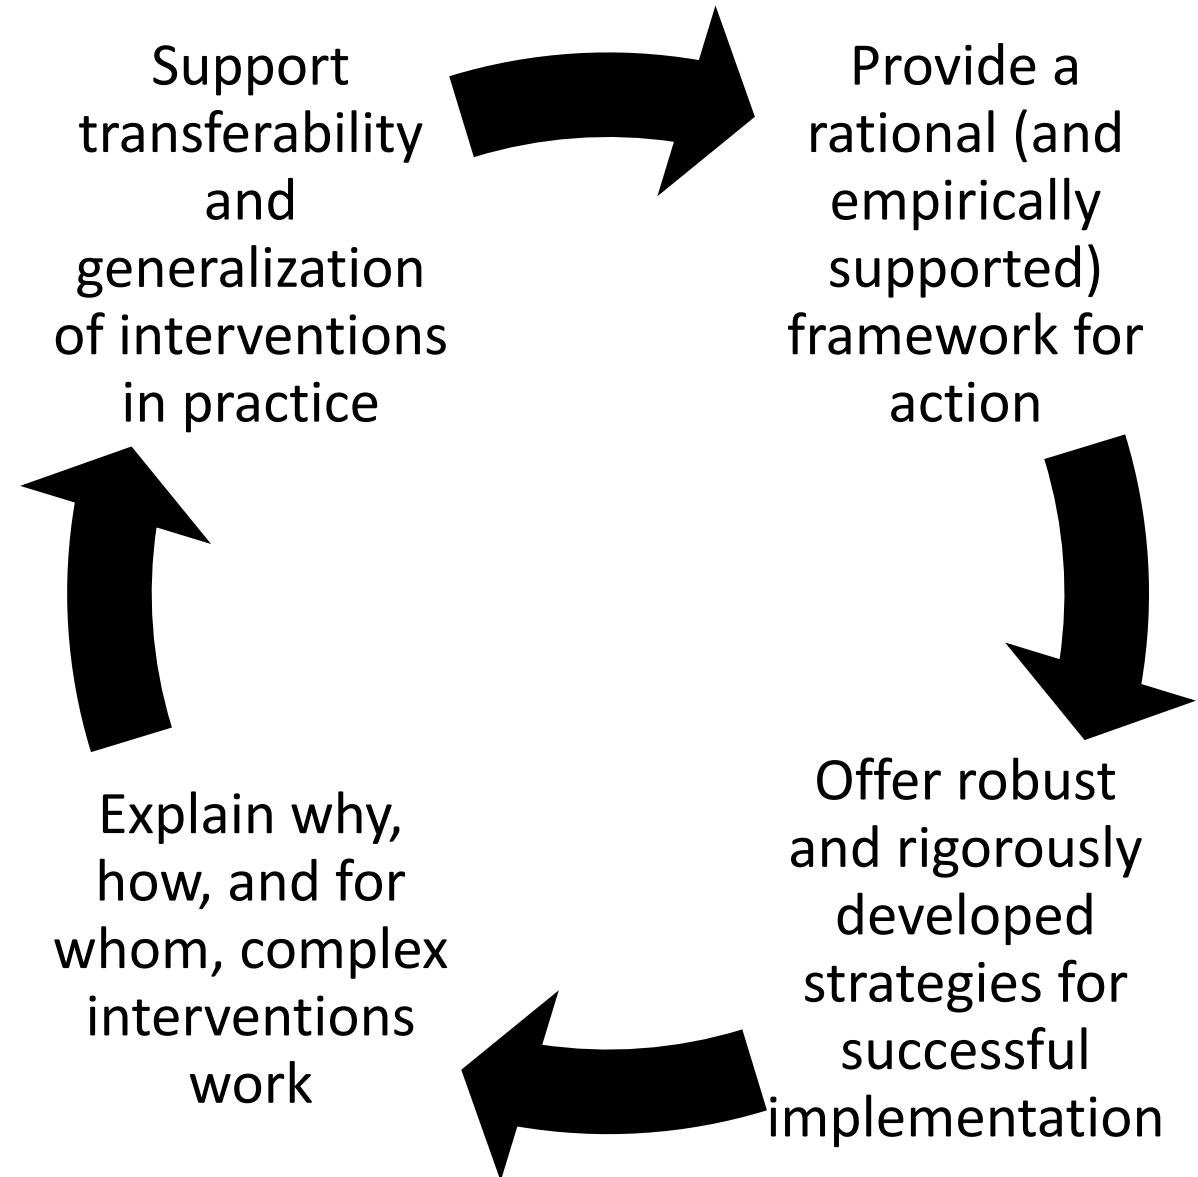 Support
transferability
and
generalization
of interventions
in practice
Provide a
rational (and
empirically
supported)
framework for
action
Offer robust
and rigorously
developed
strategies for
successful
implementation
Explain why,
how, and for
whom, complex
interventions
work